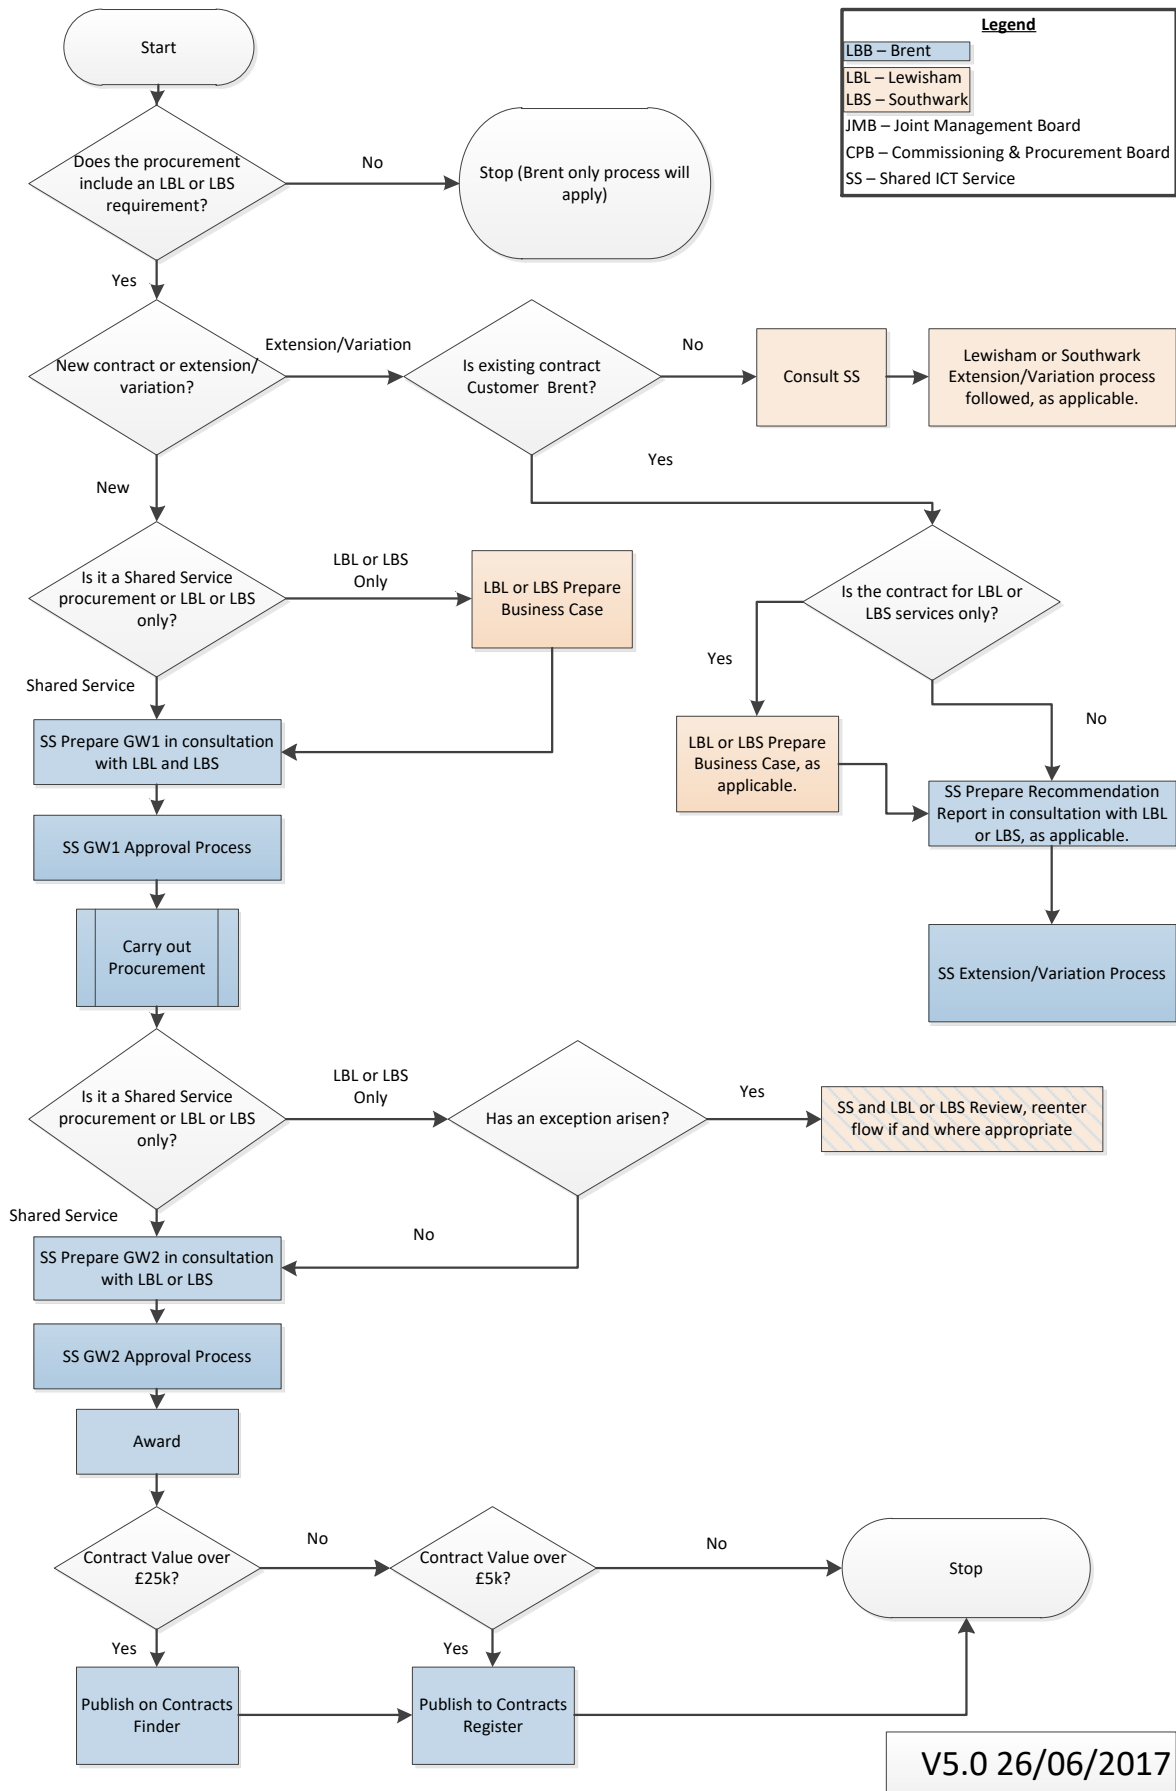 Start
Legend
LBB – Brent
LBL – Lewisham
LBS – Southwark
JMB – Joint Management Board
CPB – Commissioning & Procurement Board
SS – Shared ICT Service
Does the procurement
include an LBL or LBS
requirement?
No
Stop (Brent only process will
apply)
Yes
New contract or extension/
variation?
Extension/Variation
Is existing contract
Customer Brent?
No
Consult SS
Lewisham or Southwark
Extension/Variation process
followed, as applicable.
Yes
New
Is it a Shared Service
procurement or LBL or LBS
only?
LBL or LBS
Only
LBL or LBS Prepare
Business Case
Is the contract for LBL or
LBS services only?
Yes
No
Shared Service
SS Prepare GW1 in consultation
with LBL and LBS
LBL or LBS Prepare
Business Case, as
applicable.
SS Prepare Recommendation
Report in consultation with LBL
or LBS, as applicable.
SS GW1 Approval Process
Carry out
Procurement
SS Extension/Variation Process
Is it a Shared Service
procurement or LBL or LBS
only?
LBL or LBS
Only
Has an exception arisen?
Yes
SS and LBL or LBS Review, reenter
flow if and where appropriate
Shared Service
No
SS Prepare GW2 in consultation
with LBL or LBS
SS GW2 Approval Process
Award
Contract Value over
£25k?
No
Contract Value over
£5k?
No
Stop
Yes
Yes
Publish on Contracts
Finder
Publish to Contracts
Register
V5.0 26/06/2017